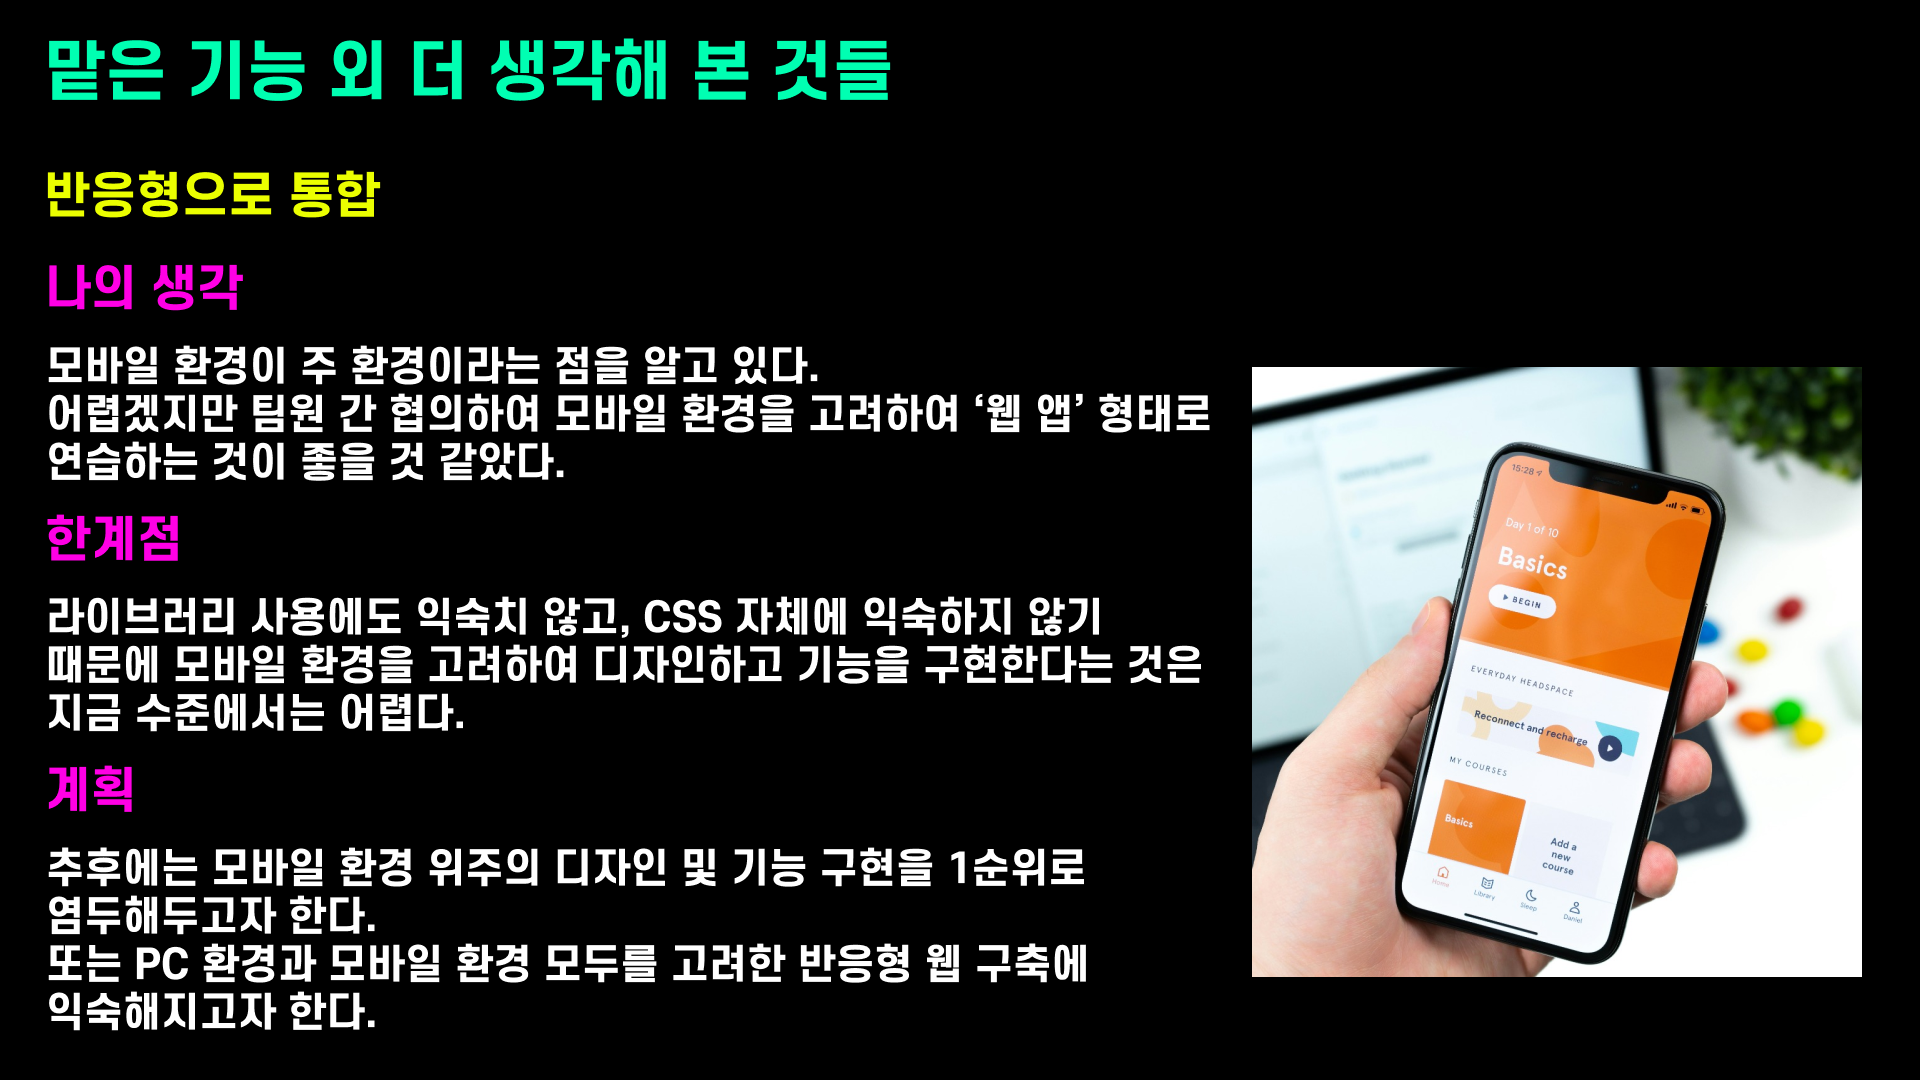 맡은 기능 외 더 생각해 본 것들
반응형으로 통합
나의 생각
모바일 환경이 주 환경이라는 점을 알고 있다.
어렵겠지만 팀원 간 협의하여 모바일 환경을 고려하여 ‘웹 앱’ 형태로
연습하는 것이 좋을 것 같았다.
한계점
라이브러리 사용에도 익숙치 않고, CSS 자체에 익숙하지 않기
때문에 모바일 환경을 고려하여 디자인하고 기능을 구현한다는 것은
지금 수준에서는 어렵다.
계획
추후에는 모바일 환경 위주의 디자인 및 기능 구현을 1순위로
염두해두고자 한다.
또는 PC 환경과 모바일 환경 모두를 고려한 반응형 웹 구축에
익숙해지고자 한다.
15:28
Day 1 of 10
Basics
BEGIN
EVERYDAY HEADSPACE
Reconnect and recharge
MY COURSES
Basics
Add a
new
course
Home
Library
Sleep
Daniel